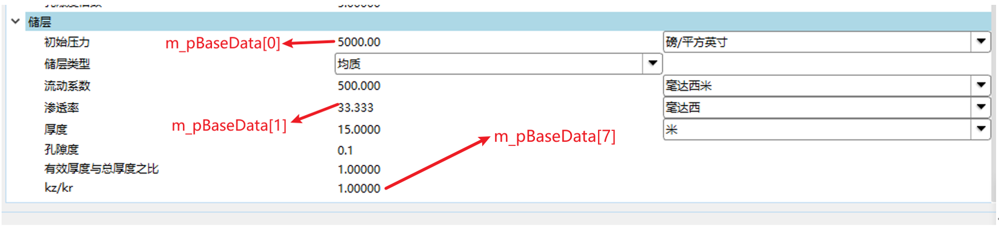 储层
初始压力 m_pBaseData[0] 5000.00 磅/平方英寸
储层类型 均质
流动系数 500.000 毫达西米
渗透率 33.333 毫达西
m_pBaseData[1]
厚度 15.0000 米
m_pBaseData[7]
孔隙度 0.1
有效厚度与总厚度之比 1.00000
kz/kr 1.00000